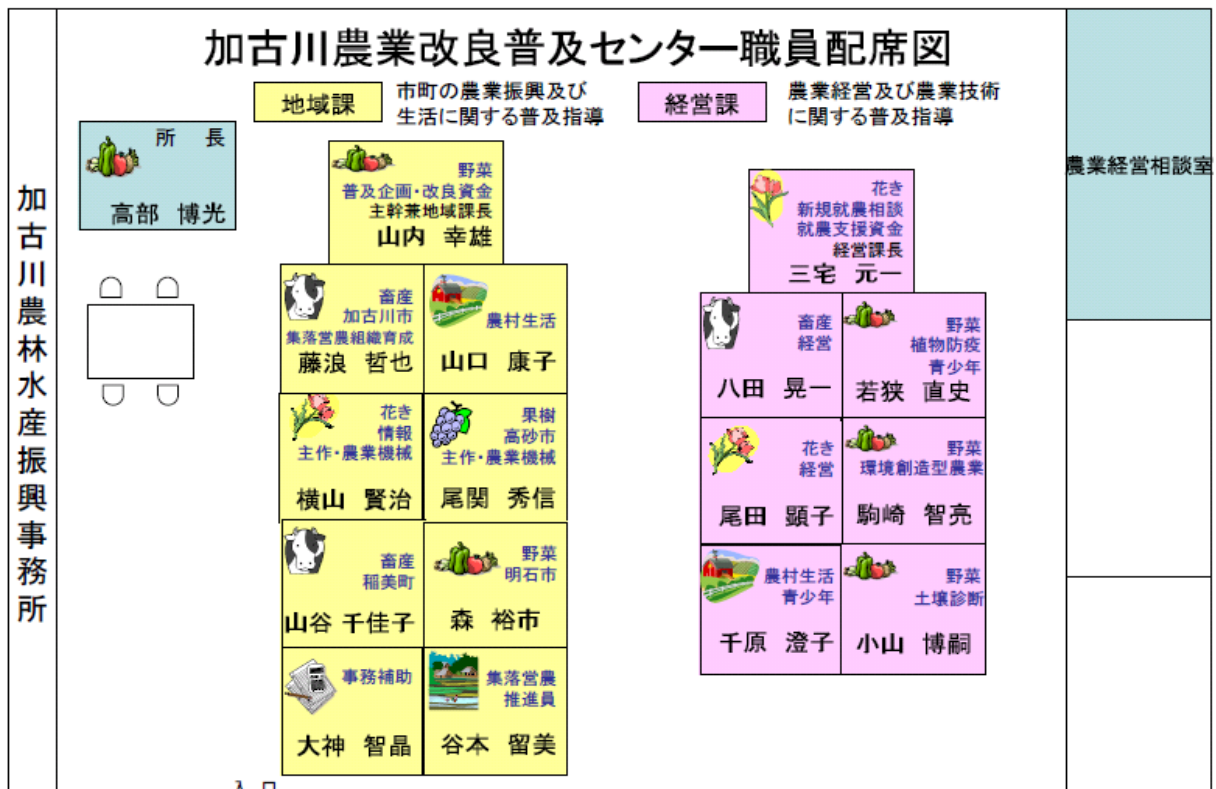 加古川農業改良普及センター職員配席図
地域課
市町の農業振興及び
生活に関する普及指導
経営課
農業経営及び農業技術
に関する普及指導
農業経営相談室
加古川農林水産振興事務所
所　長
高部　博光
野菜
普及企画・改良資金
主幹兼地域課長
山内　幸雄
畜産
加古川市
集落営農組織育成
藤浪　哲也
農村生活
山口　康子
花き
情報
主作・農業機械
横山　賢治
果樹
高砂市
主作・農業機械
尾関　秀信
畜産
稲美町
山谷　千佳子
野菜
明石市
森　裕市
事務補助
大神　智晶
集落営農
推進員
谷本　留美
花き
新規就農相談
就農支援資金
経営課長
三宅　元一
畜産
経営
八田　晃一
野菜
植物防疫
青少年
若狭　直史
花き
経営
尾田　顕子
野菜
環境創造型農業
駒崎　智亮
農村生活
青少年
千原　澄子
野菜
土壌診断
小山　博嗣